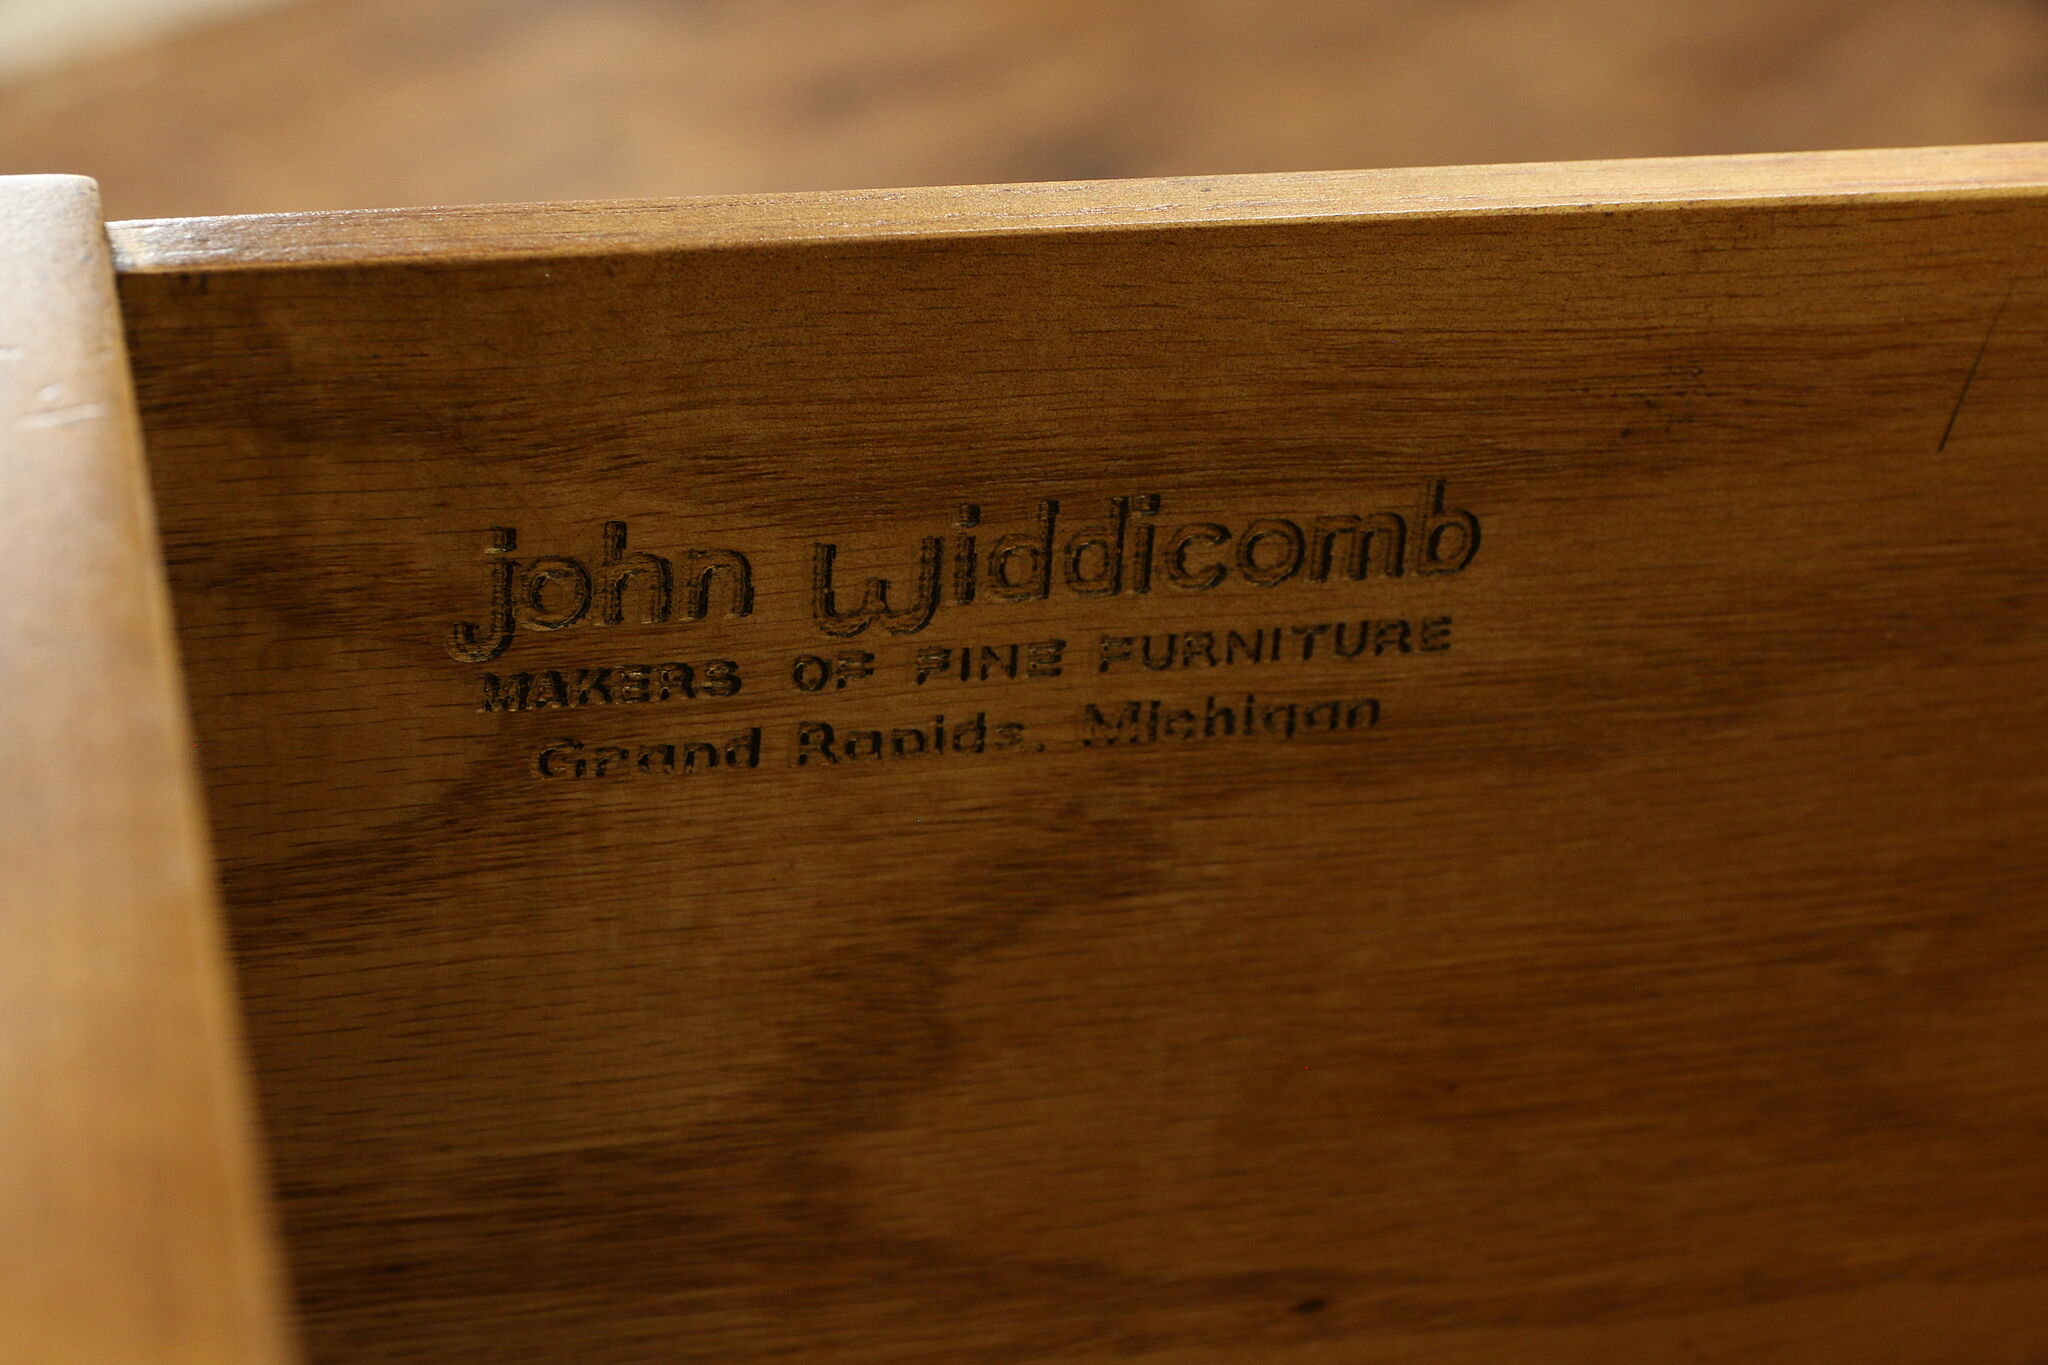 john widdicomb
MAKERS OF FINE FURNITURE
Grand Rapids, Michigan